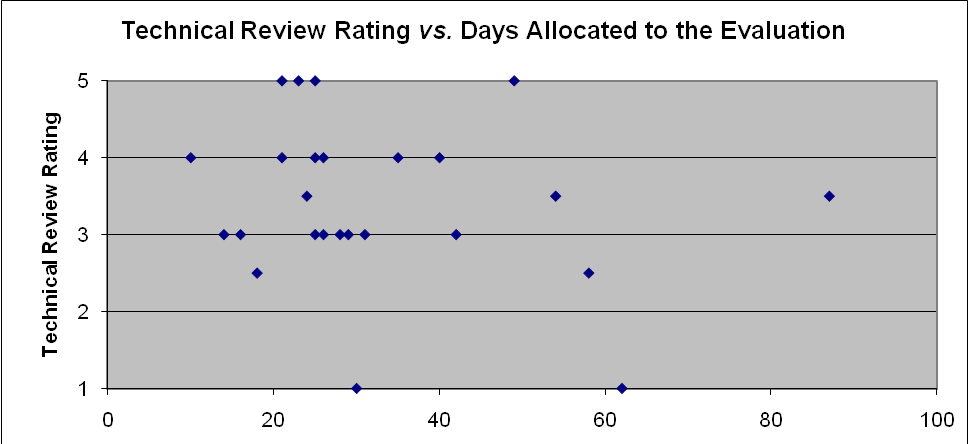 Technical Review Rating vs. Days Allocated to the Evaluation
Technical Review Rating
5
4
3
2
1
0 20 40 60 80 100